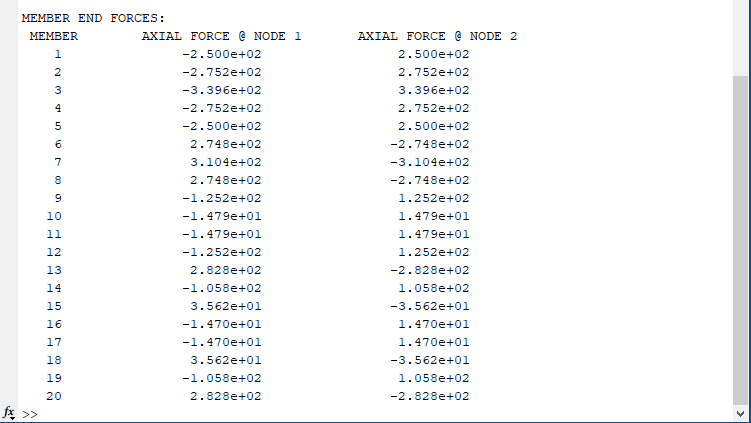 MEMBER END FORCES:
MEMBER AXIAL FORCE @ NODE 1 AXIAL FORCE @ NODE 2
1 -2.500e+02 2.500e+02
2 -2.752e+02 2.752e+02
3 -3.396e+02 3.396e+02
4 -2.752e+02 2.752e+02
5 -2.500e+02 2.500e+02
6 2.748e+02 -2.748e+02
7 3.104e+02 -3.104e+02
8 2.748e+02 -2.748e+02
9 -1.252e+02 1.252e+02
10 -1.479e+01 1.479e+01
11 -1.479e+01 1.479e+01
12 -1.252e+02 1.252e+02
13 2.828e+02 -2.828e+02
14 -1.058e+02 1.058e+02
15 3.562e+01 -3.562e+01
16 -1.470e+01 1.470e+01
17 -1.470e+01 1.470e+01
18 3.562e+01 -3.562e+01
19 -1.058e+02 1.058e+02
20 2.828e+02 -2.828e+02
fx >>